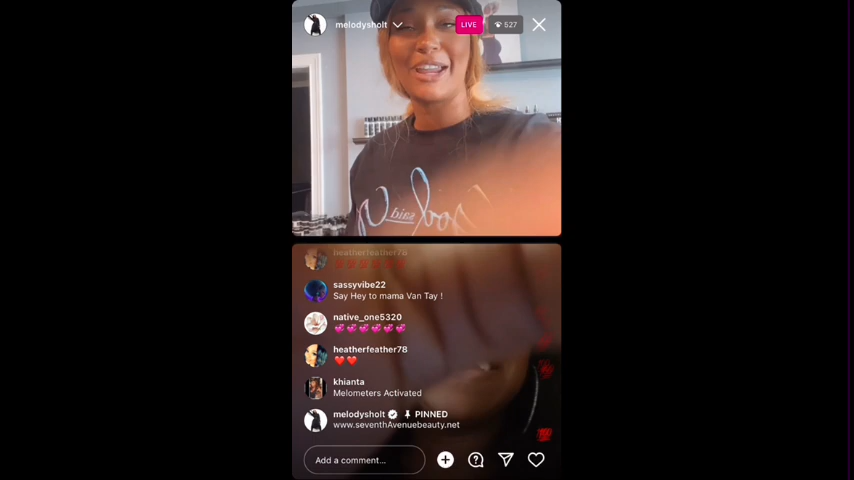 melodysholt
LIVE
527
heatherfeather78
sassyvibe22
Say Hey to mama Van Tay !
native_one5320
heatherfeather78
khianta
Melometers Activated
melodysholt PINNED
www.seventhAvenuebeauty.net
Add a comment...